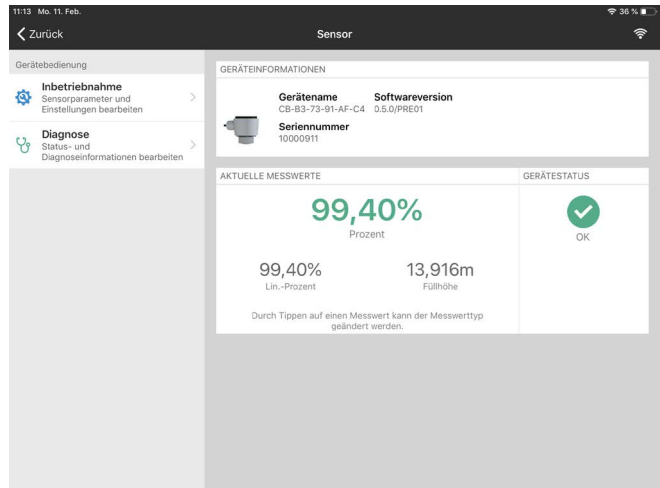 11:13 Mo. 11. Feb.
36 %
Zurück
Sensor
Gerätebedienung
Inbetriebnahme
Sensorparameter und
Einstellungen bearbeiten
Diagnose
Status- und
Diagnoseinformationen bearbeiten
GERÄTEINFORMATIONEN
Gerätename
CB-B3-73-91-AF-C4
Softwareversion
0.5.0/PRE01
Seriennummer
10000911
AKTUELLE MESSWERTE
99,40%
Prozent
99,40%
Lin.-Prozent
13,916m
Füllhöhe
Durch Tippen auf einen Messwert kann der Messwerttyp
geändert werden.
GERÄTESTATUS
OK